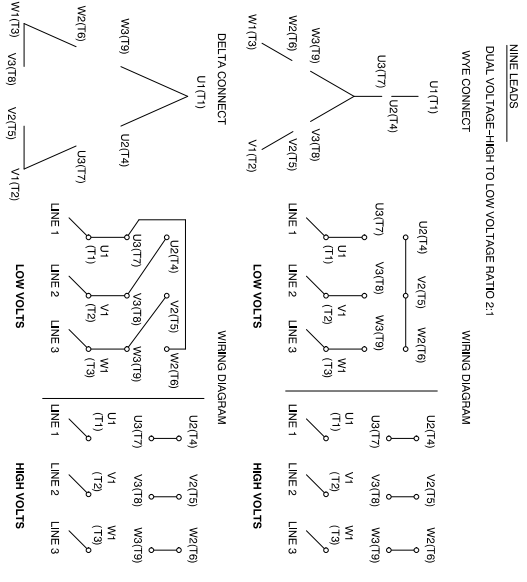 NINE LEADS
DUAL VOLTAGE–HIGH TO LOW VOLTAGE RATIO 2:1
WYE CONNECT
U1(T1)
U2(T4)
U3(T7)
W3(T9)
W2(T6)
W1(T3)
V3(T8)
V2(T5)
V1(T2)
WIRING DIAGRAM
U2(T4) V2(T5) W2(T6)
U3(T7) V3(T8) W3(T9)
U1 V1 W1
(T1) (T2) (T3)
LINE 1 LINE 2 LINE 3
LOW VOLTS
U2(T4) V2(T5) W2(T6)
U3(T7) V3(T8) W3(T9)
U1 V1 W1
(T1) (T2) (T3)
LINE 1 LINE 2 LINE 3
HIGH VOLTS
DELTA CONNECT
U1(T1)
W3(T9) U2(T4)
W2(T6) U3(T7)
W1(T3) V3(T8) V2(T5) V1(T2)
WIRING DIAGRAM
U2(T4) V2(T5) W2(T6)
U3(T7) V3(T8) W3(T9)
U1 V1 W1
(T1) (T2) (T3)
LINE 1 LINE 2 LINE 3
LOW VOLTS
U2(T4) V2(T5) W2(T6)
U3(T7) V3(T8) W3(T9)
U1 V1 W1
(T1) (T2) (T3)
LINE 1 LINE 2 LINE 3
HIGH VOLTS